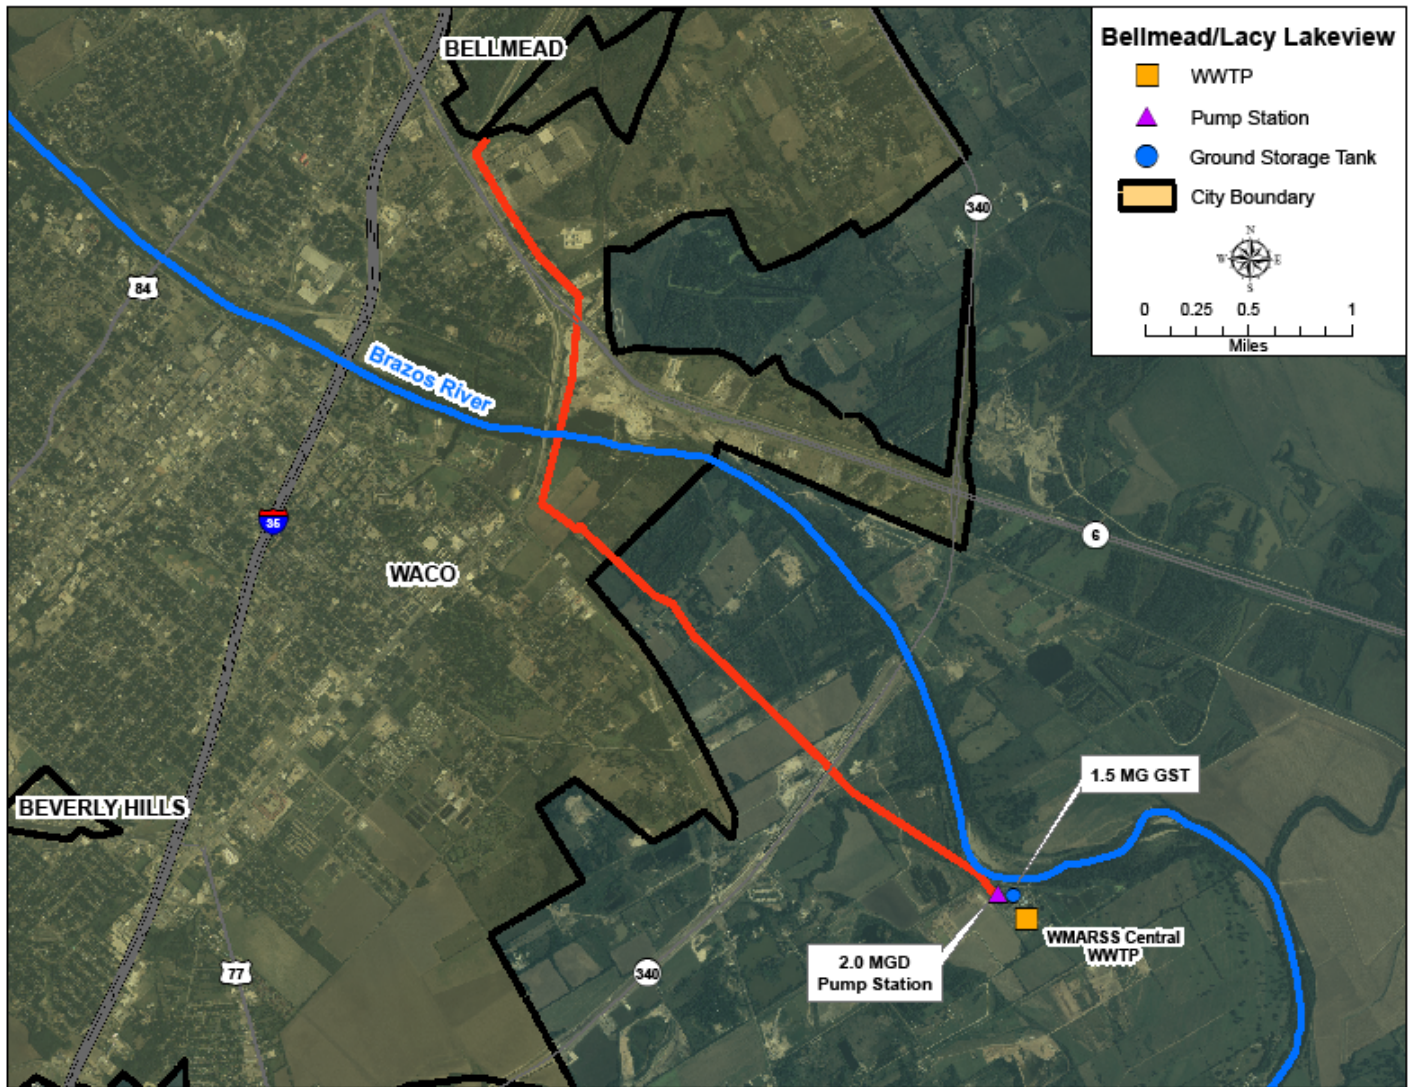 BELLMEAD
Bellmead/Lacy Lakeview
WWTP
Pump Station
Ground Storage Tank
City Boundary
N
W E
S
0 0.25 0.5 1
Miles
340
84
Brazos River
35
6
WACO
1.5 MG GST
BEVERLY HILLS
WMARSS Central
WWTP
2.0 MGD
Pump Station
77
340